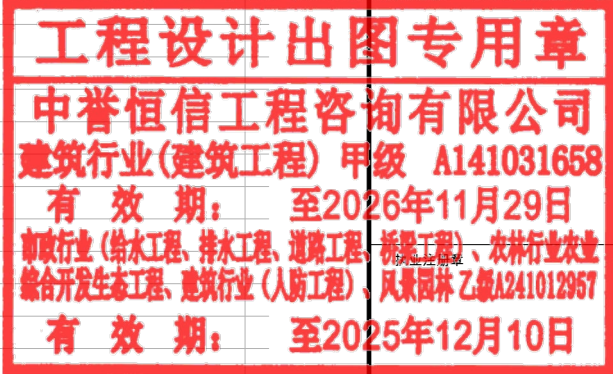 工程设计出图专用章
中誉恒信工程咨询有限公司
建筑行业(建筑工程) 甲级 A141031658
有 效 期: 至2026年11月29日
市政行业(给水工程、排水工程、道路工程、桥梁工程)、农林行业农业
执业注册章
综合开发生态工程、建筑行业(人防工程)、风景园林 乙级A241012957
有 效 期: 至2025年12月10日